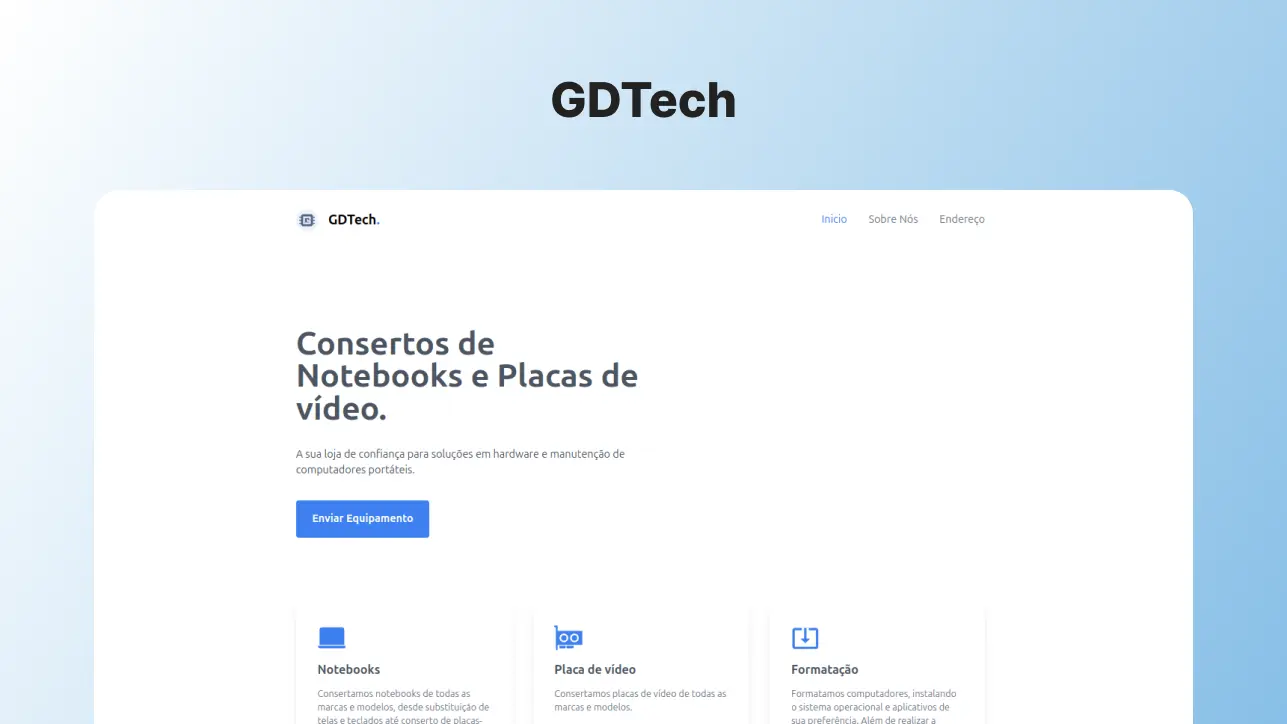 GDTech
GDTech.
Inicio Sobre Nós Endereço
Consertos de
Notebooks e Placas de
vídeo.
A sua loja de confiança para soluções em hardware e manutenção de
computadores portáteis.
Enviar Equipamento
Notebooks
Consertamos notebooks de todas as
marcas e modelos, desde substituição de
telas e teclados até conserto de placas-
Placa de vídeo
Consertamos placas de vídeo de todas as
marcas e modelos.
Formatação
Formatamos computadores, instalando
o sistema operacional e aplicativos de
sua preferência. Além de realizar a